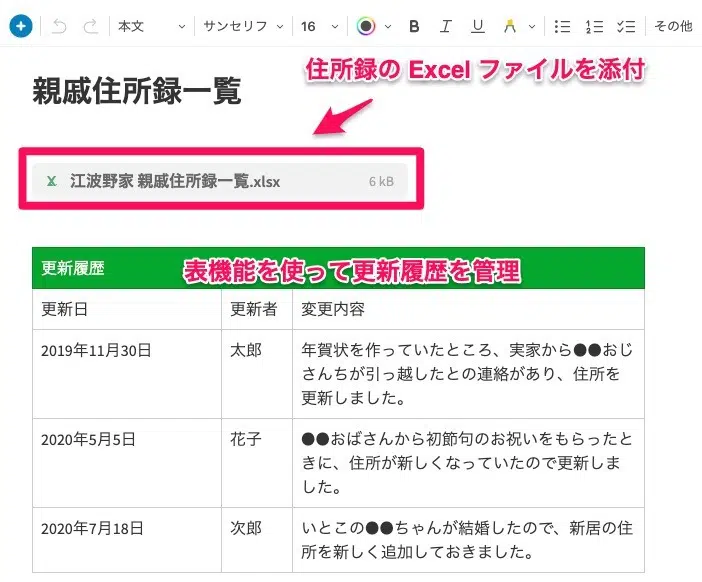 本文 サンセリフ 16 B I U A その他
住所録の Excel ファイルを添付
親戚住所録一覧
江波野家 親戚住所録一覧.xlsx 6 kB
更新履歴
表機能を使って更新履歴を管理
更新日 更新者 変更内容
2019年11月30日 太郎 年賀状を作っていたところ、実家から●●おじ
さんちが引っ越したとの連絡があり、住所を
更新しました。
2020年5月5日 花子 ●●おばさんから初節句のお祝いをもらったと
きに、住所が新しくなっていたので更新しま
した。
2020年7月18日 次郎 いとこの●●ちゃんが結婚したので、新居の住
所を新しく追加しておきました。